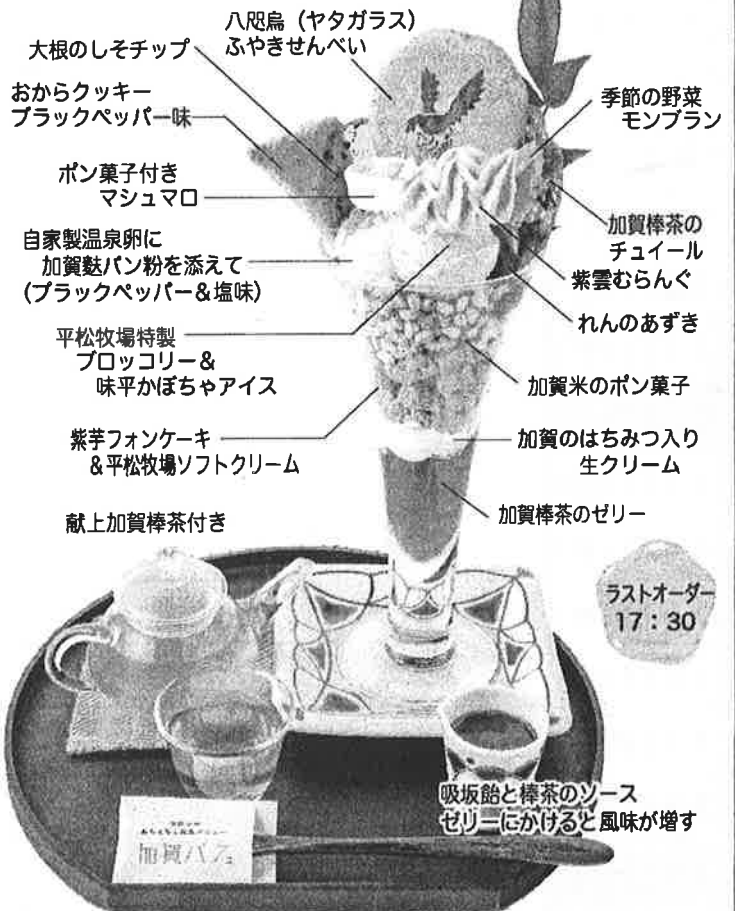 八咫烏(ヤタガラス)
ふやきせんべい
大根のしそチップ
おからクッキー
ブラックペッパー味
季節の野菜
モンブラン
ポン菓子付き
マシュマロ
加賀棒茶の
チュイール
自家製温泉卵に
加賀麩パン粉を添えて
(ブラックペッパー&塩味)
紫雲むらんぐ
れんのあずき
平松牧場特製
ブロッコリー&
味平かぼちゃアイス
加賀米のポン菓子
紫芋フォンケーキ
&平松牧場ソフトクリーム
加賀のはちみつ入り
生クリーム
加賀棒茶のゼリー
献上加賀棒茶付き
ラストオーダー
17:30
吸坂飴と棒茶のソース
ゼリーにかけると風味が増す
加賀パフェ